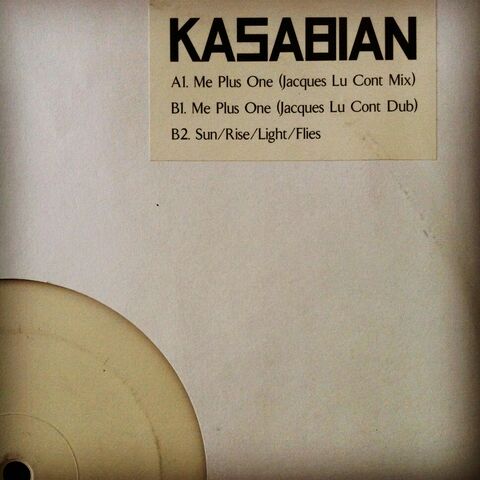 KASABIAN
A1. Me Plus One (Jacques Lu Cont Mix)
B1. Me Plus One (Jacques Lu Cont Dub)
B2. Sun/Rise/Light/Flies